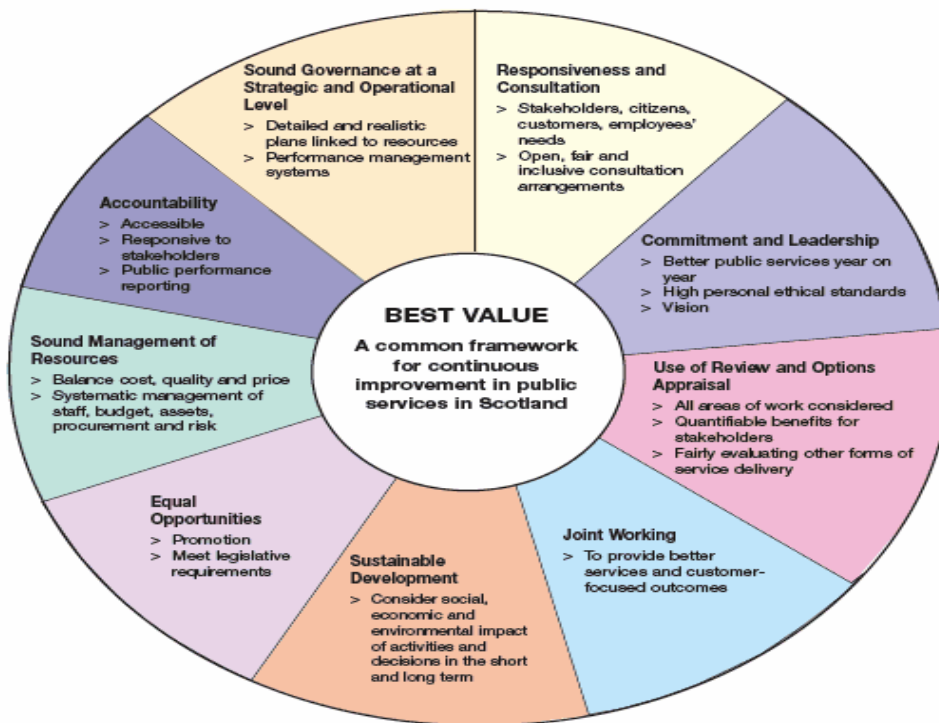 BEST VALUE
A common framework
for continuous
improvement in public
services in Scotland
Responsiveness and
Consultation
> Stakeholders, citizens,
customers, employees'
needs
> Open, fair and
inclusive consultation
arrangements
Commitment and Leadership
> Better public services year on
year
> High personal ethical standards
> Vision
Use of Review and Options
Appraisal
> All areas of work considered
> Quantifiable benefits for
stakeholders
> Fairly evaluating other forms of
service delivery
Joint Working
> To provide better
services and customer-
focused outcomes
Sustainable
Development
> Consider social,
economic and
environmental impact
of activities and
decisions in the short
and long term
Equal
Opportunities
> Promotion
> Meet legislative
requirements
Sound Management of
Resources
> Balance cost, quality and price
> Systematic management of
staff, budget, assets,
procurement and risk
Accountability
> Accessible
> Responsive to
stakeholders
> Public performance
reporting
Sound Governance at a
Strategic and Operational
Level
> Detailed and realistic
plans linked to resources
> Performance management
systems